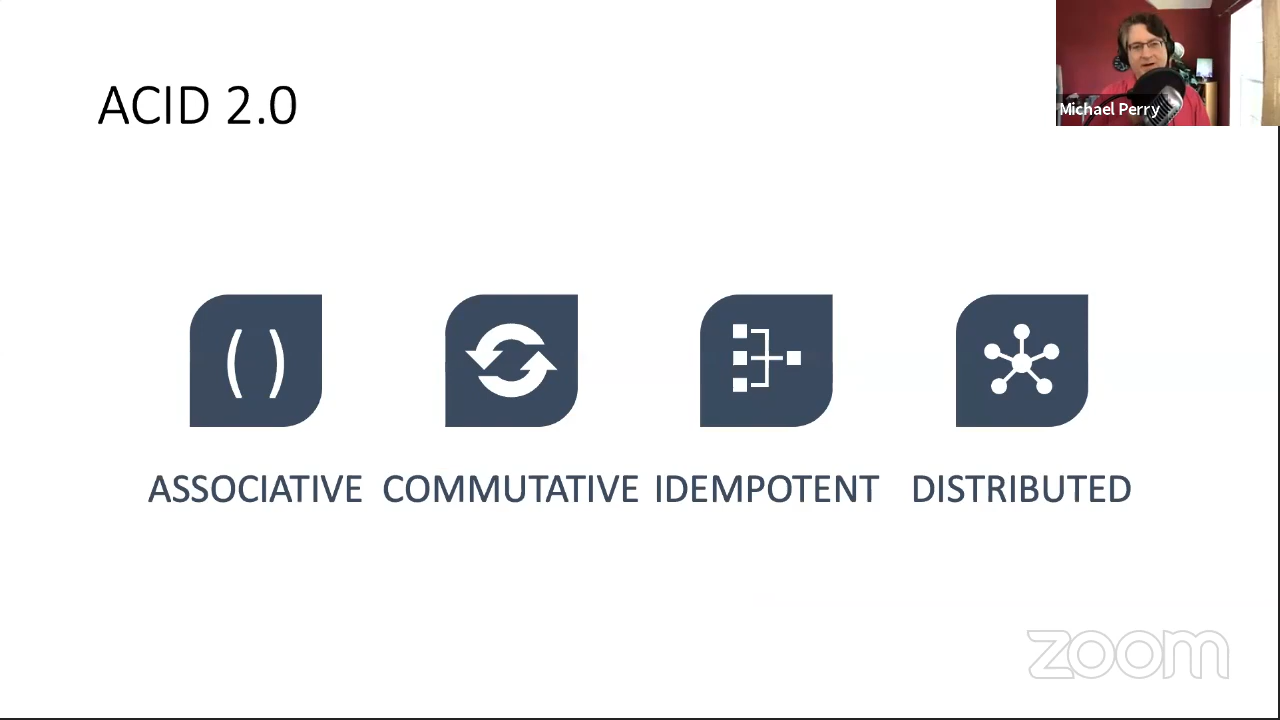 ACID 2.0
Michael Perry
( )
ASSOCIATIVE COMMUTATIVE IDEMPOTENT DISTRIBUTED
zoom